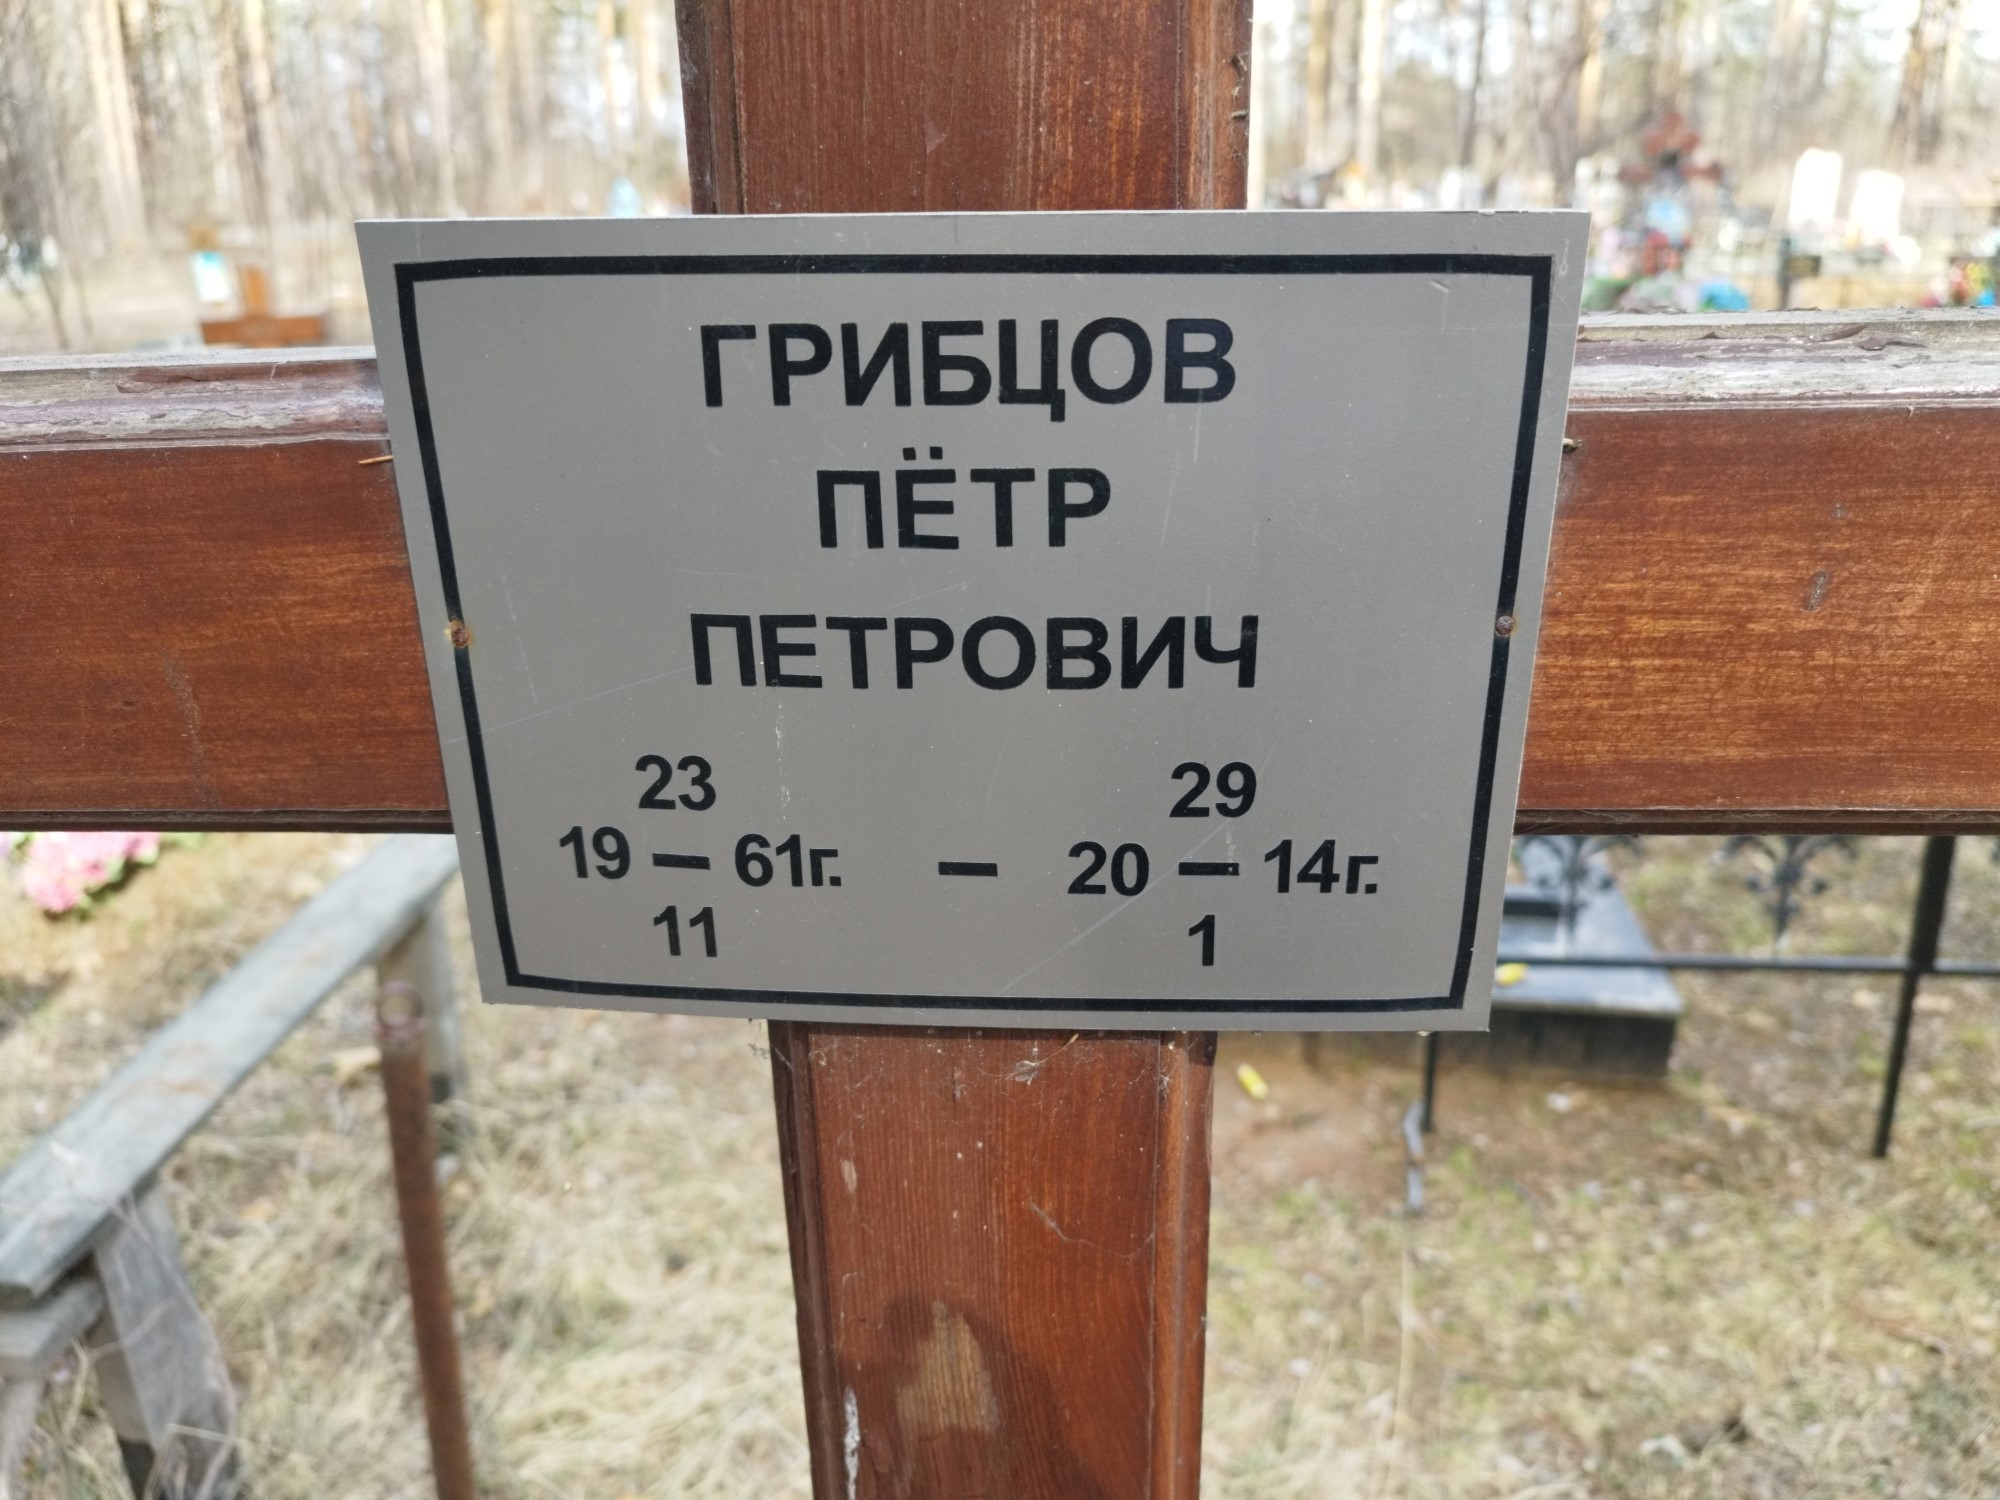 ГРИБЦОВ
ПЁТР
ПЕТРОВИЧ
23 29
19 — 61г. — 20 — 14г.
11 1